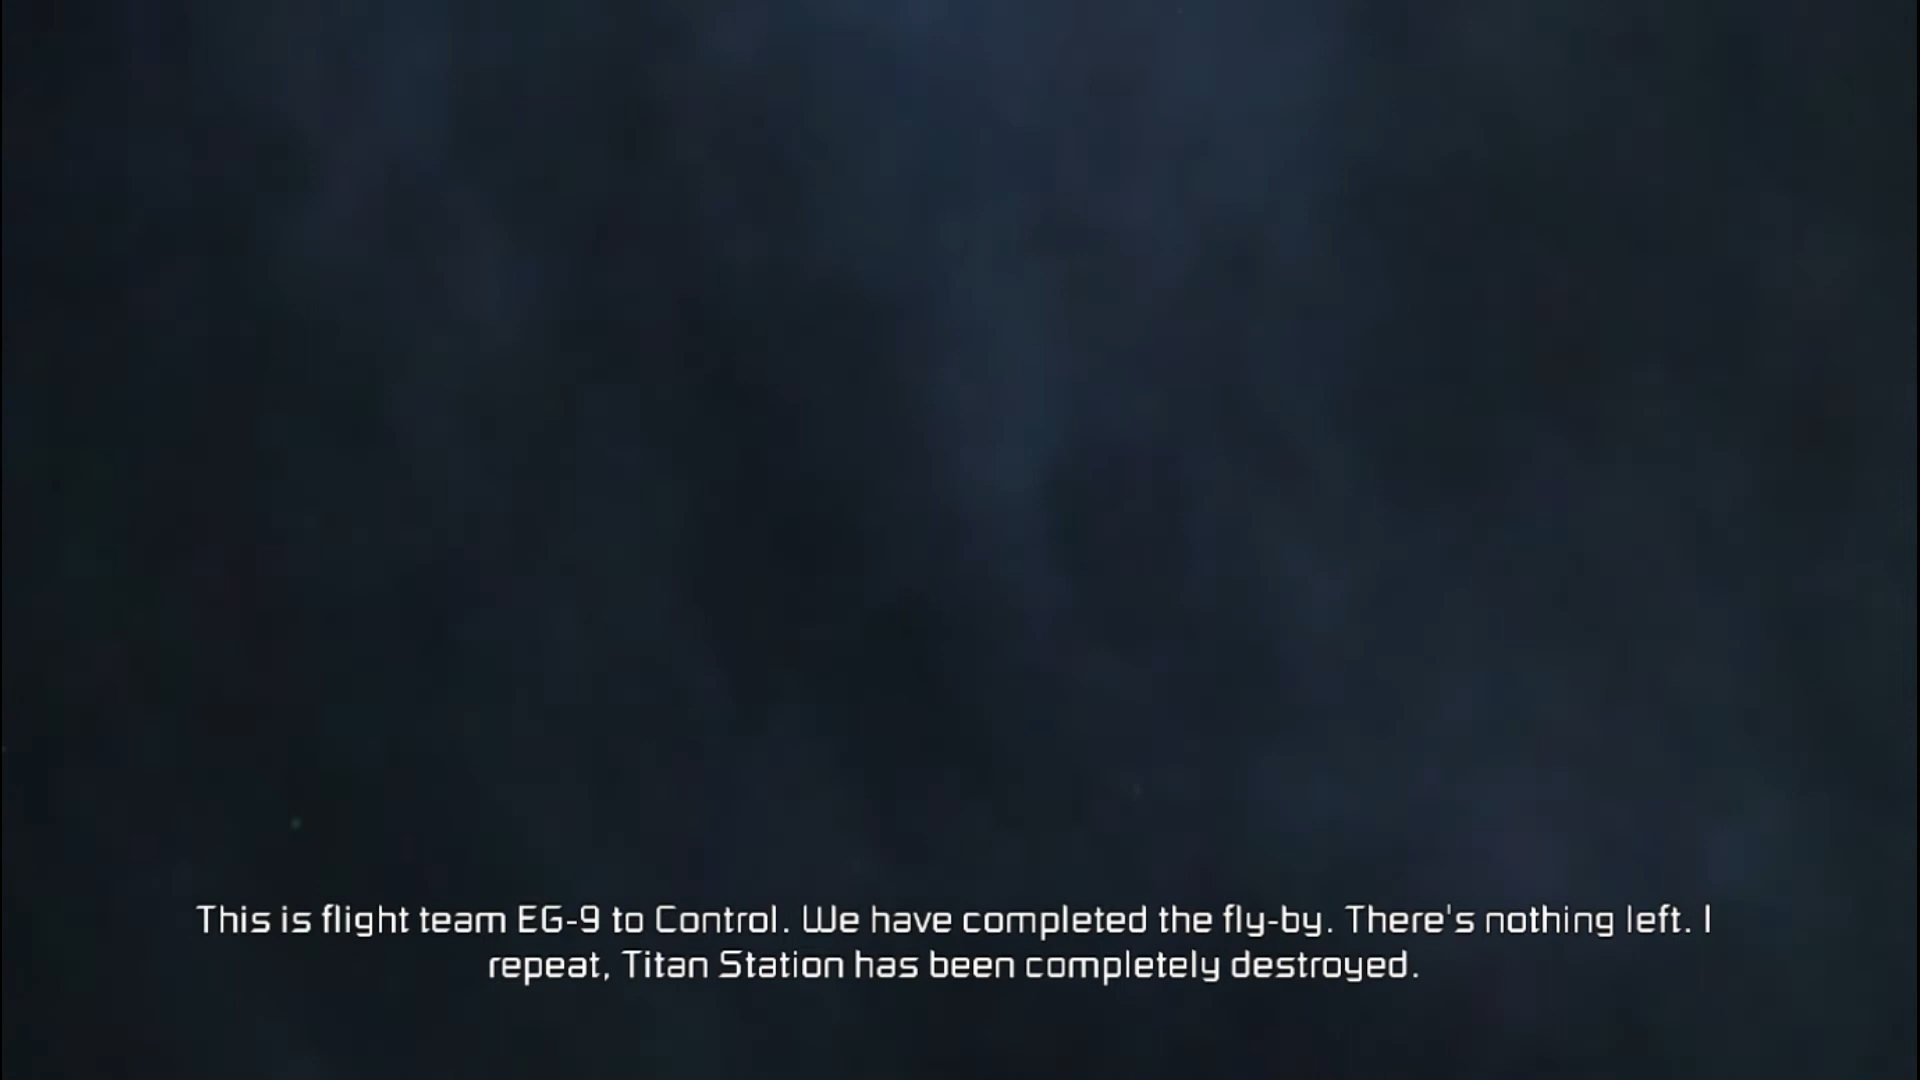 This is flight team EG-9 to Control. We have completed the fly-by. There's nothing left. I
repeat, Titan Station has been completely destroyed.